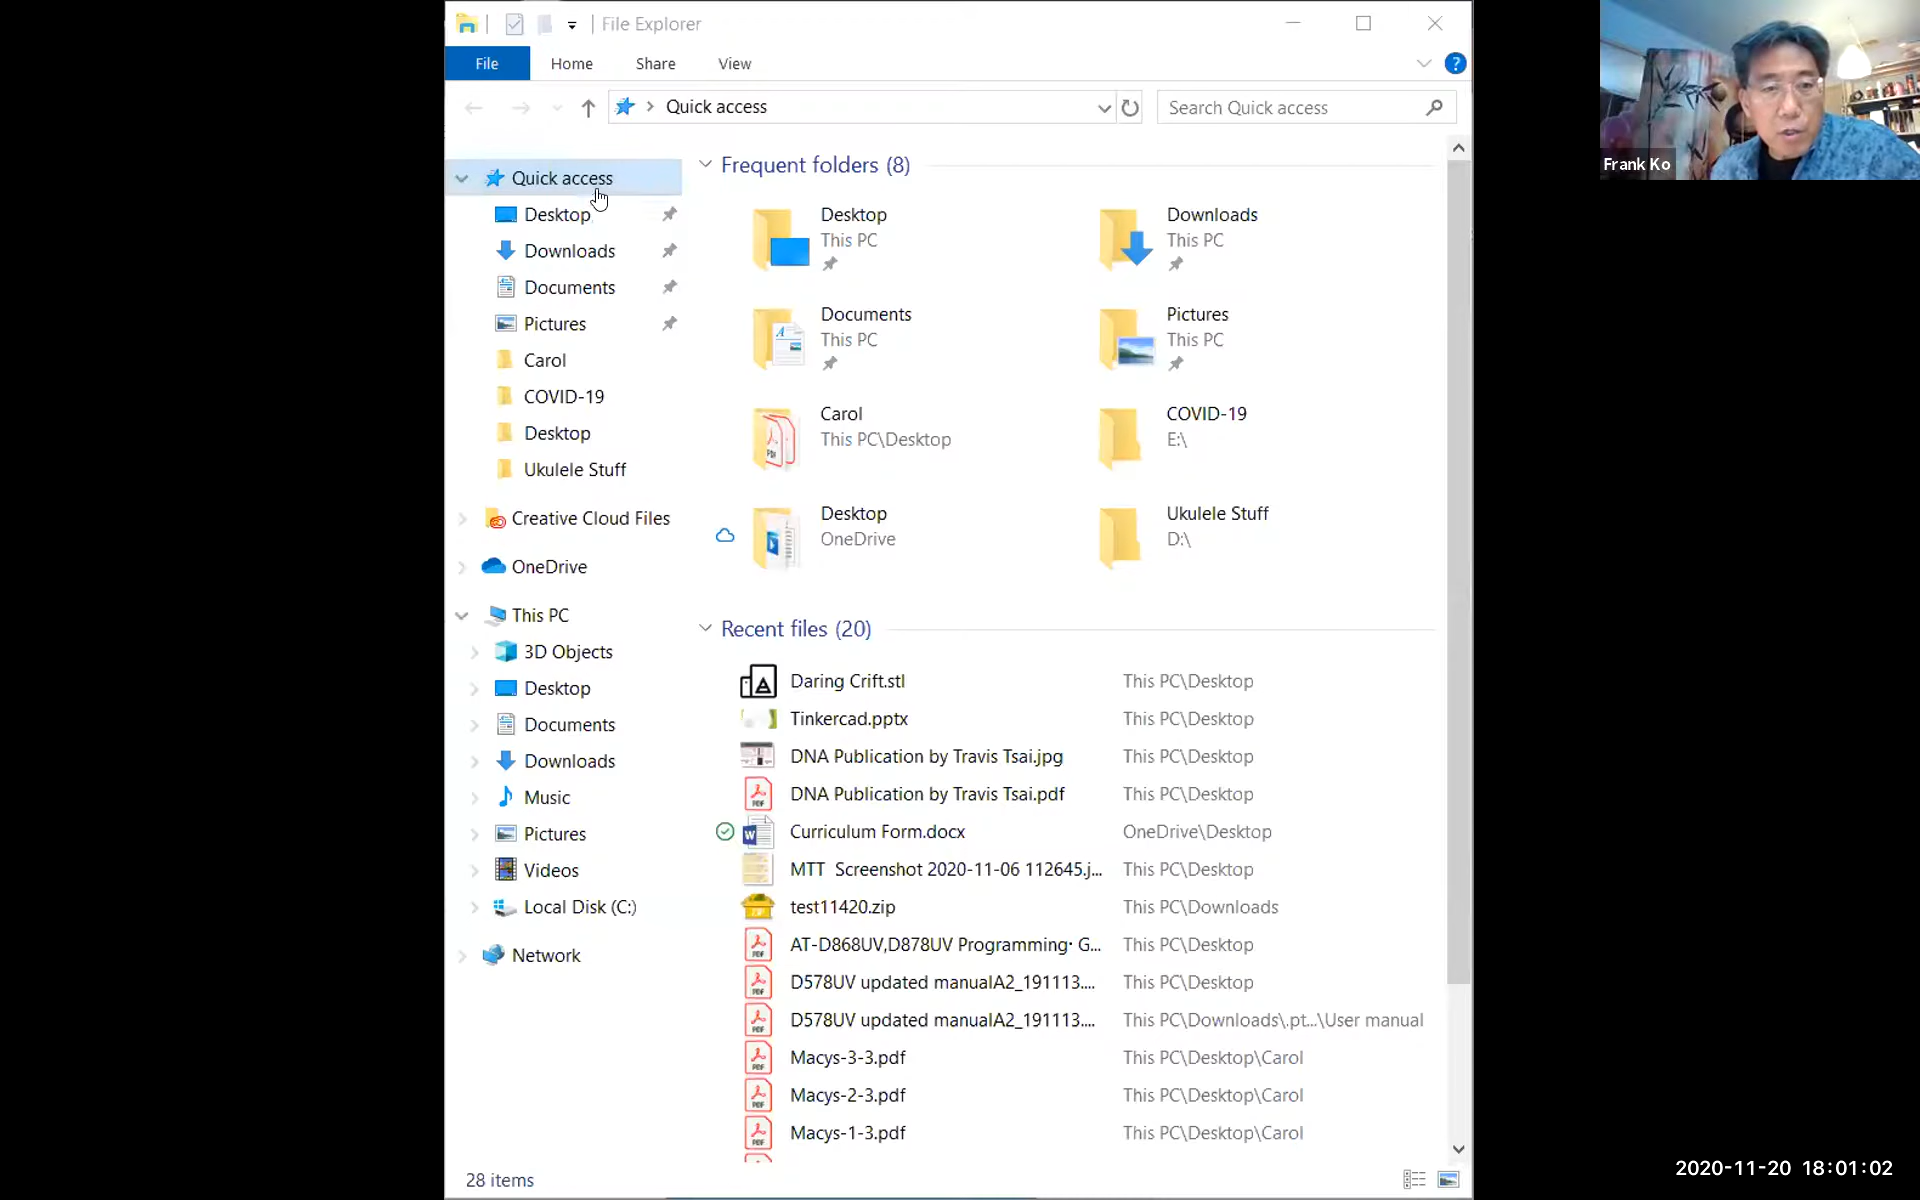 File Explorer
File Home Share View
Quick access
Search Quick access
Quick access
Desktop
Downloads
Documents
Pictures
Carol
COVID-19
Desktop
Ukulele Stuff
Creative Cloud Files
OneDrive
This PC
3D Objects
Desktop
Documents
Downloads
Music
Pictures
Videos
Local Disk (C:)
Network
Frequent folders (8)
Desktop
This PC
Downloads
This PC
Documents
This PC
Pictures
This PC
Carol
This PC\Desktop
COVID-19
E:\
Desktop
OneDrive
Ukulele Stuff
D:\
Recent files (20)
Daring Crift.stl This PC\Desktop
Tinkercad.pptx This PC\Desktop
DNA Publication by Travis Tsai.jpg This PC\Desktop
DNA Publication by Travis Tsai.pdf This PC\Desktop
Curriculum Form.docx OneDrive\Desktop
MTT Screenshot 2020-11-06 112645.j... This PC\Desktop
test11420.zip This PC\Downloads
AT-D868UV,D878UV Programming· G... This PC\Desktop
D578UV updated manualA2_191113.... This PC\Desktop
D578UV updated manualA2_191113.... This PC\Downloads\.pt...\User manual
Macys-3-3.pdf This PC\Desktop\Carol
Macys-2-3.pdf This PC\Desktop\Carol
Macys-1-3.pdf This PC\Desktop\Carol
28 items
Frank Ko
2020-11-20 18:01:02